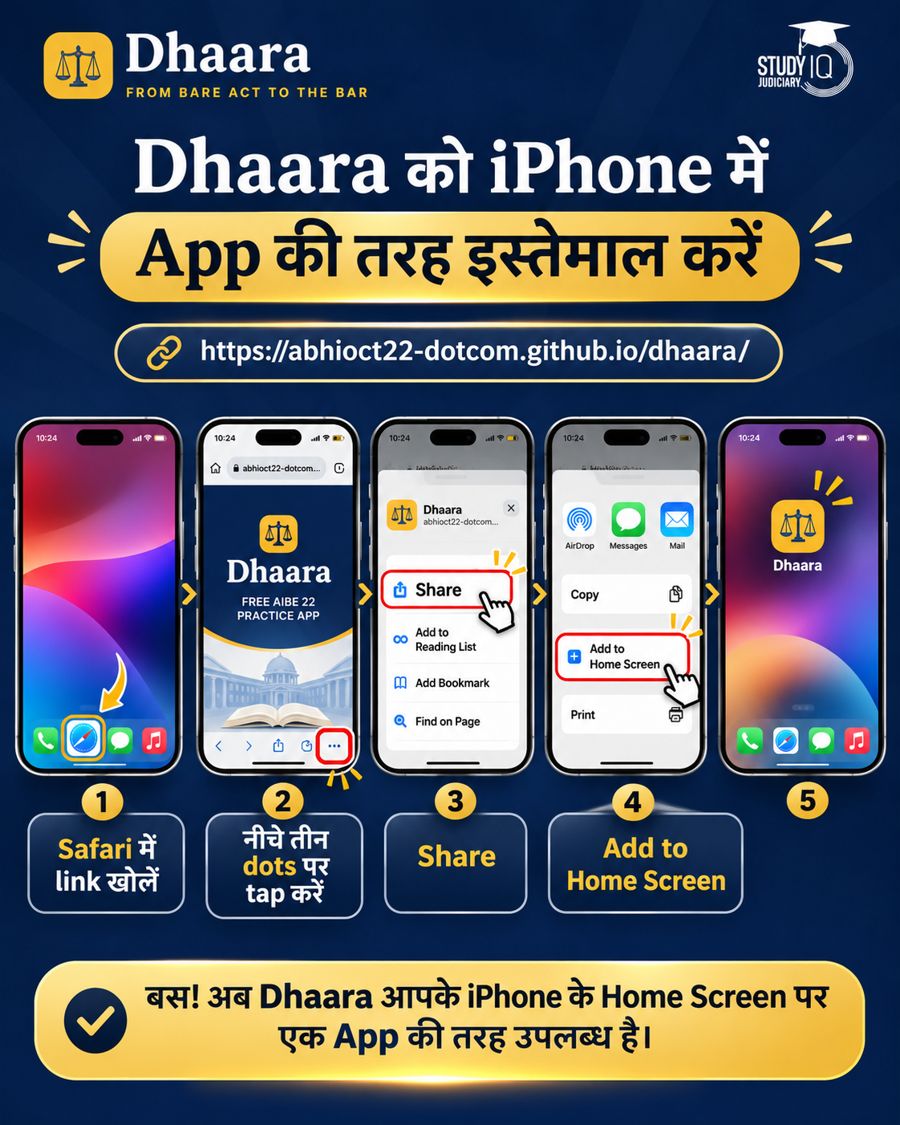 Dhaara
FROM BARE ACT TO THE BAR
STUDY IQ
JUDICIARY
Dhaara को iPhone में
App की तरह इस्तेमाल करें
https://abhioct22-dotcom.github.io/dhaara/
10:24
10:24
abhioct22-dotcom...
Dhaara
FREE AIBE 22
PRACTICE APP
10:24
Dhaara
abhioct22-dotcom...
Share
Add to
Reading List
Add Bookmark
Find on Page
10:24
AirDrop
Messages
Mail
Copy
Add to
Home Screen
Print
10:24
Dhaara
1
Safari में
link खोलें
2
नीचे तीन
dots पर
tap करें
3
Share
4
Add to
Home Screen
5
बस! अब Dhaara आपके iPhone के Home Screen पर
एक App की तरह उपलब्ध है।